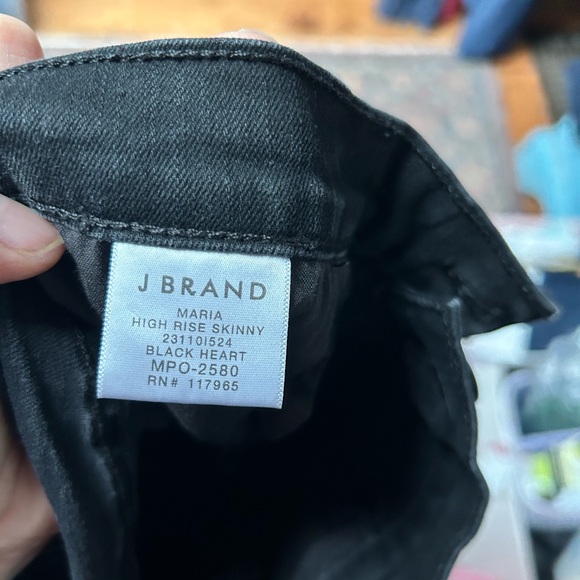 J BRAND
MARIA
HIGH RISE SKINNY
23110I524
BLACK HEART
MPO-2580
RN# 117965